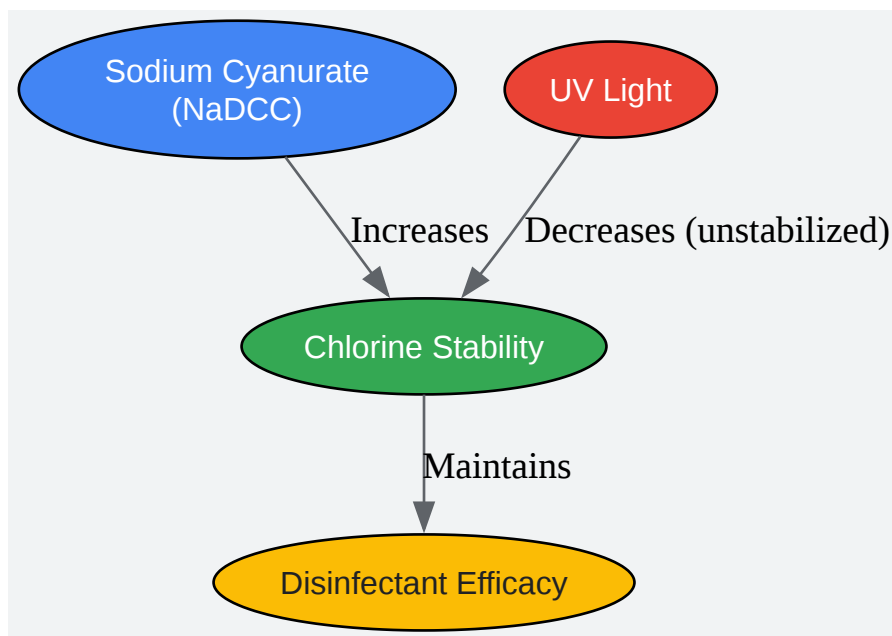 Sodium Cyanurate
(NaDCC)
UV Light
Increases
Decreases (unstabilized)
Chlorine Stability
Maintains
Disinfectant Efficacy